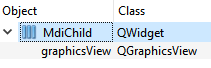 Object Class
MdiChild QWidget
graphicsView QGraphicsView